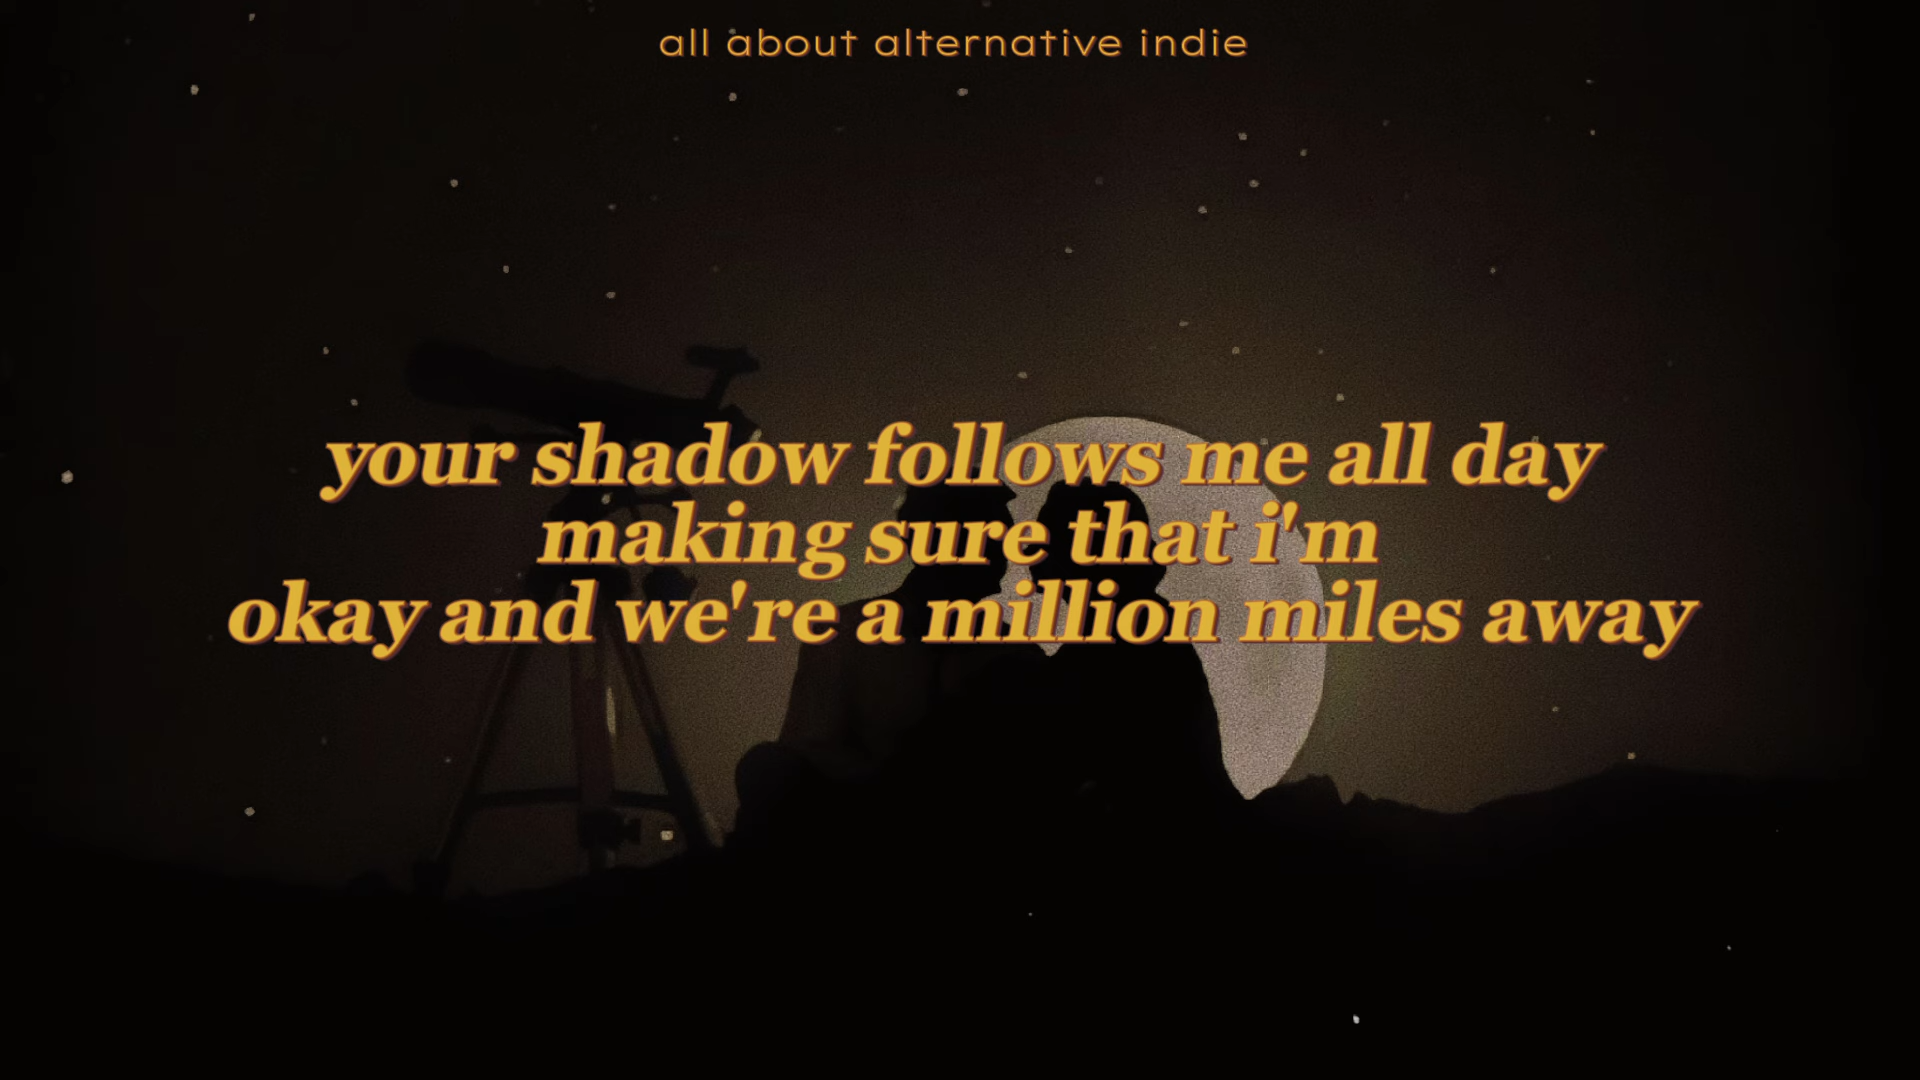 all about alternative indie
your shadow follows me all day
making sure that i'm
okay and we're a million miles away